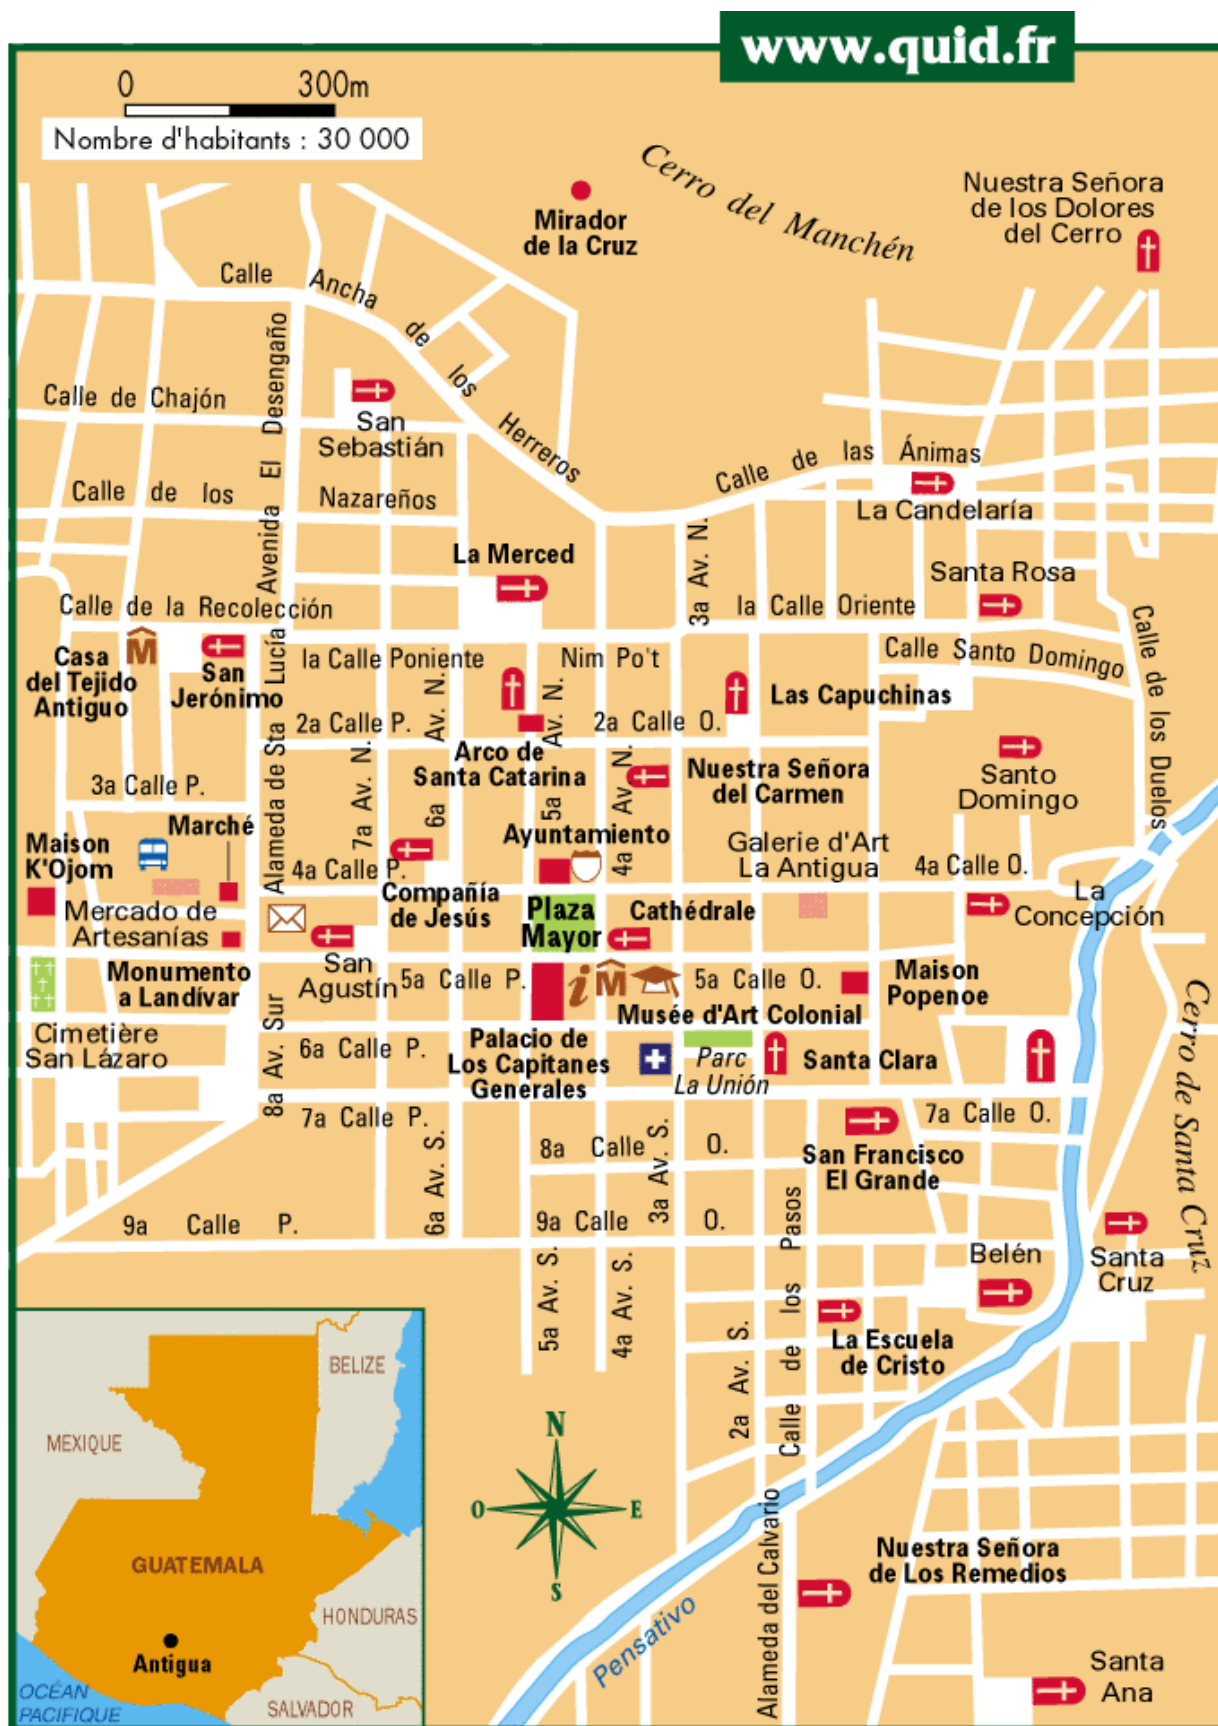 www.quid.fr
0 300m
Nombre d'habitants : 30 000
Cerro del Manchén
Nuestra Señora
de los Dolores
del Cerro
Mirador
de la Cruz
Calle Ancha de los Herreros
Avenida El Desengaño
Calle de Chajón
San
Sebastián
Calle de las Ánimas
Calle de los Nazareños
La Candelaría
La Merced
3a Av. N.
Santa Rosa
Calle de la Recolección
la Calle Oriente
Calle de los Duelos
Casa
del Tejido
Antiguo
M
San
Jerónimo
Alameda de Sta Lucía
la Calle Poniente
Nim Po't
Calle Santo Domingo
6a Av. N.
5a Av. N.
Las Capuchinas
2a Calle P.
2a Calle O.
Arco de
Santa Catarina
7a Av. N.
4a Av. N.
Nuestra Señora
del Carmen
Santo
Domingo
3a Calle P.
Marché
Maison
K'Ojom
Ayuntamiento
Galerie d'Art
La Antigua
4a Calle P.
4a Calle O.
Compañía
de Jesús
Plaza
Mayor
Cathédrale
La
Concepción
Mercado de
Artesanías
San
Agustín
Monumento
a Landívar
5a Calle P.
i
M
5a Calle O.
Maison
Popenoe
Cerro de Santa Cruz
8a Av. Sur
Musée d'Art Colonial
Cimetière
San Lázaro
6a Calle P.
Palacio de
Los Capitanes
Generales
Parc
La Unión
Santa Clara
7a Calle P.
7a Calle O.
6a Av. S.
8a Calle O.
3a Av. S.
San Francisco
El Grande
9a Calle P.
9a Calle O.
Calle de los Pasos
Belén
Santa
Cruz
5a Av. S.
4a Av. S.
2a Av. S.
La Escuela
de Cristo
BELIZE
MEXIQUE
N
O E
S
GUATEMALA
HONDURAS
Antigua
OCÉAN
PACIFIQUE
SALVADOR
Pensativo
Alameda del Calvario
Nuestra Señora
de Los Remedios
Santa
Ana